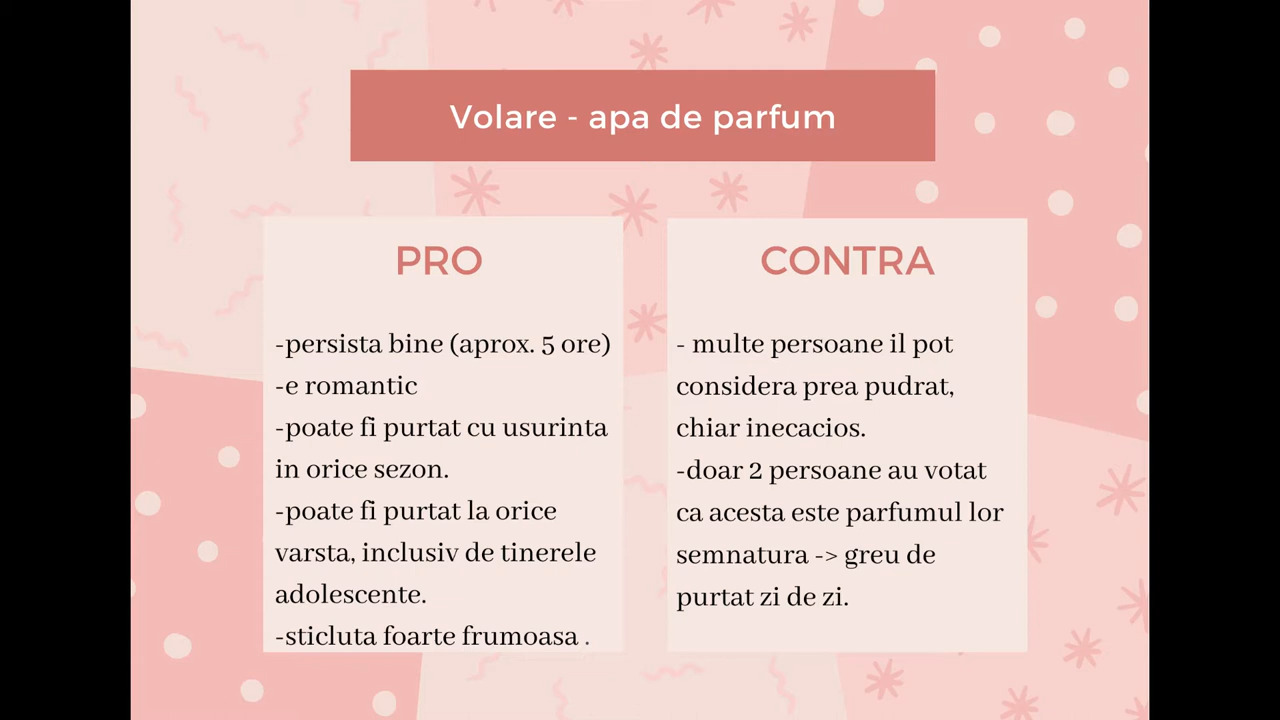 Volare - apa de parfum
PRO
-persista bine (aprox. 5 ore)
-e romantic
-poate fi purtat cu usurinta
in orice sezon.
-poate fi purtat la orice
varsta, inclusiv de tinerele
adolescente.
-sticluta foarte frumoasa .
CONTRA
- multe persoane il pot
considera prea pudrat,
chiar inecacios.
-doar 2 persoane au votat
ca acesta este parfumul lor
semnatura -> greu de
purtat zi de zi.